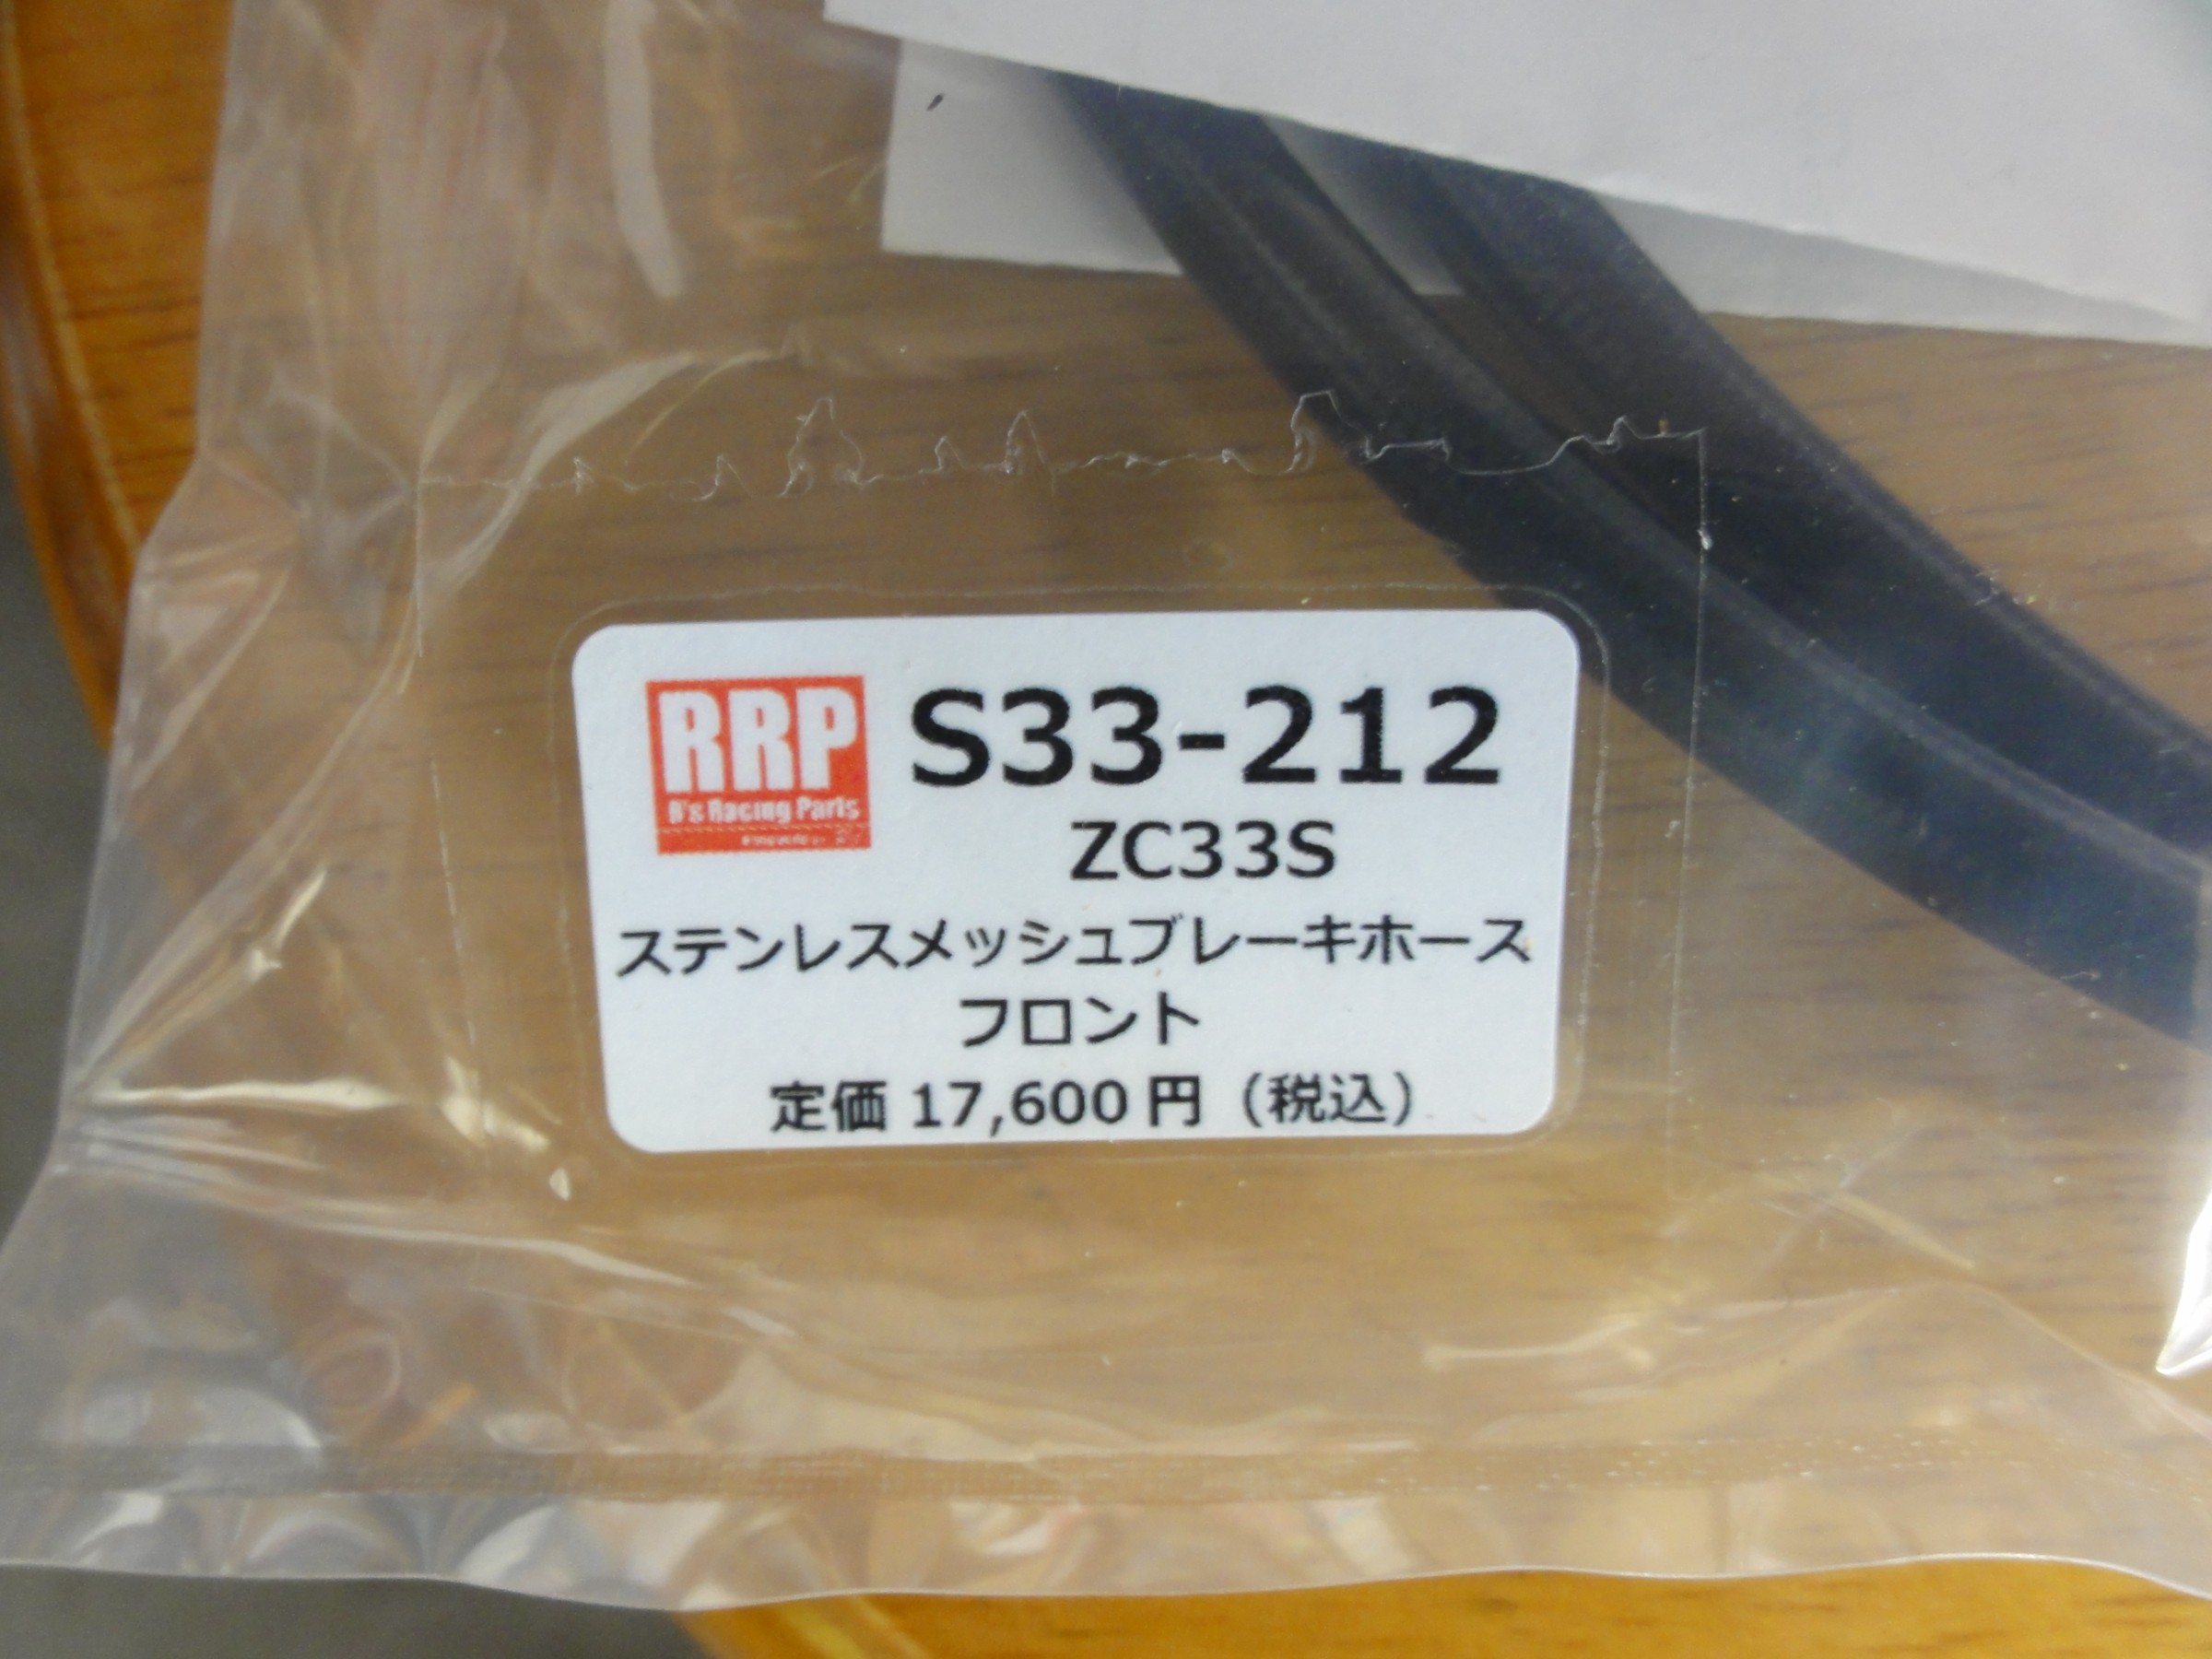 RRP
R's Racing Parts
S33-212
ZC33S
ステンレスメッシュブレーキホース
フロント
定価 17,600 円（税込）